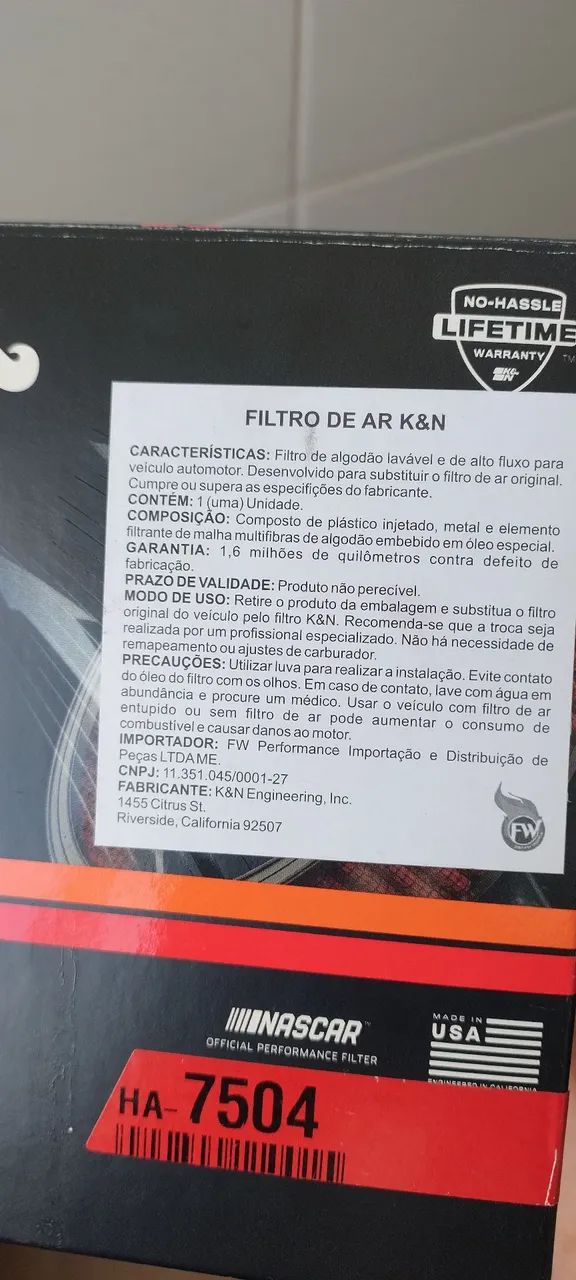 NO-HASSLE
LIFETIME
WARRANTY
TM
K&N
FILTRO DE AR K&N
CARACTERÍSTICAS: Filtro de algodão lavável e de alto fluxo para
veículo automotor. Desenvolvido para substituir o filtro de ar original.
Cumpre ou supera as especifições do fabricante.
CONTÉM: 1 (uma) Unidade.
COMPOSIÇÃO: Composto de plástico injetado, metal e elemento
filtrante de malha multifibras de algodão embebido em óleo especial.
GARANTIA: 1,6 milhões de quilômetros contra defeito de
fabricação.
PRAZO DE VALIDADE: Produto não perecível.
MODO DE USO: Retire o produto da embalagem e substitua o filtro
original do veículo pelo filtro K&N. Recomenda-se que a troca seja
realizada por um profissional especializado. Não há necessidade de
remapeamento ou ajustes de carburador.
PRECAUÇÕES: Utilizar luva para realizar a instalação. Evite contato
do óleo do filtro com os olhos. Em caso de contato, lave com água em
abundância e procure um médico. Usar o veículo com filtro de ar
entupido ou sem filtro de ar pode aumentar o consumo de
combustível e causar danos ao motor.
IMPORTADOR: FW Performance Importação e Distribuição de
Peças LTDA ME.
CNPJ: 11.351.045/0001-27
FABRICANTE: K&N Engineering, Inc.
1455 Citrus St.
Riverside, California 92507
FW
NASCAR
OFFICIAL PERFORMANCE FILTER
MADE IN
USA
ENGINEERED IN CALIFORNIA
HA-7504